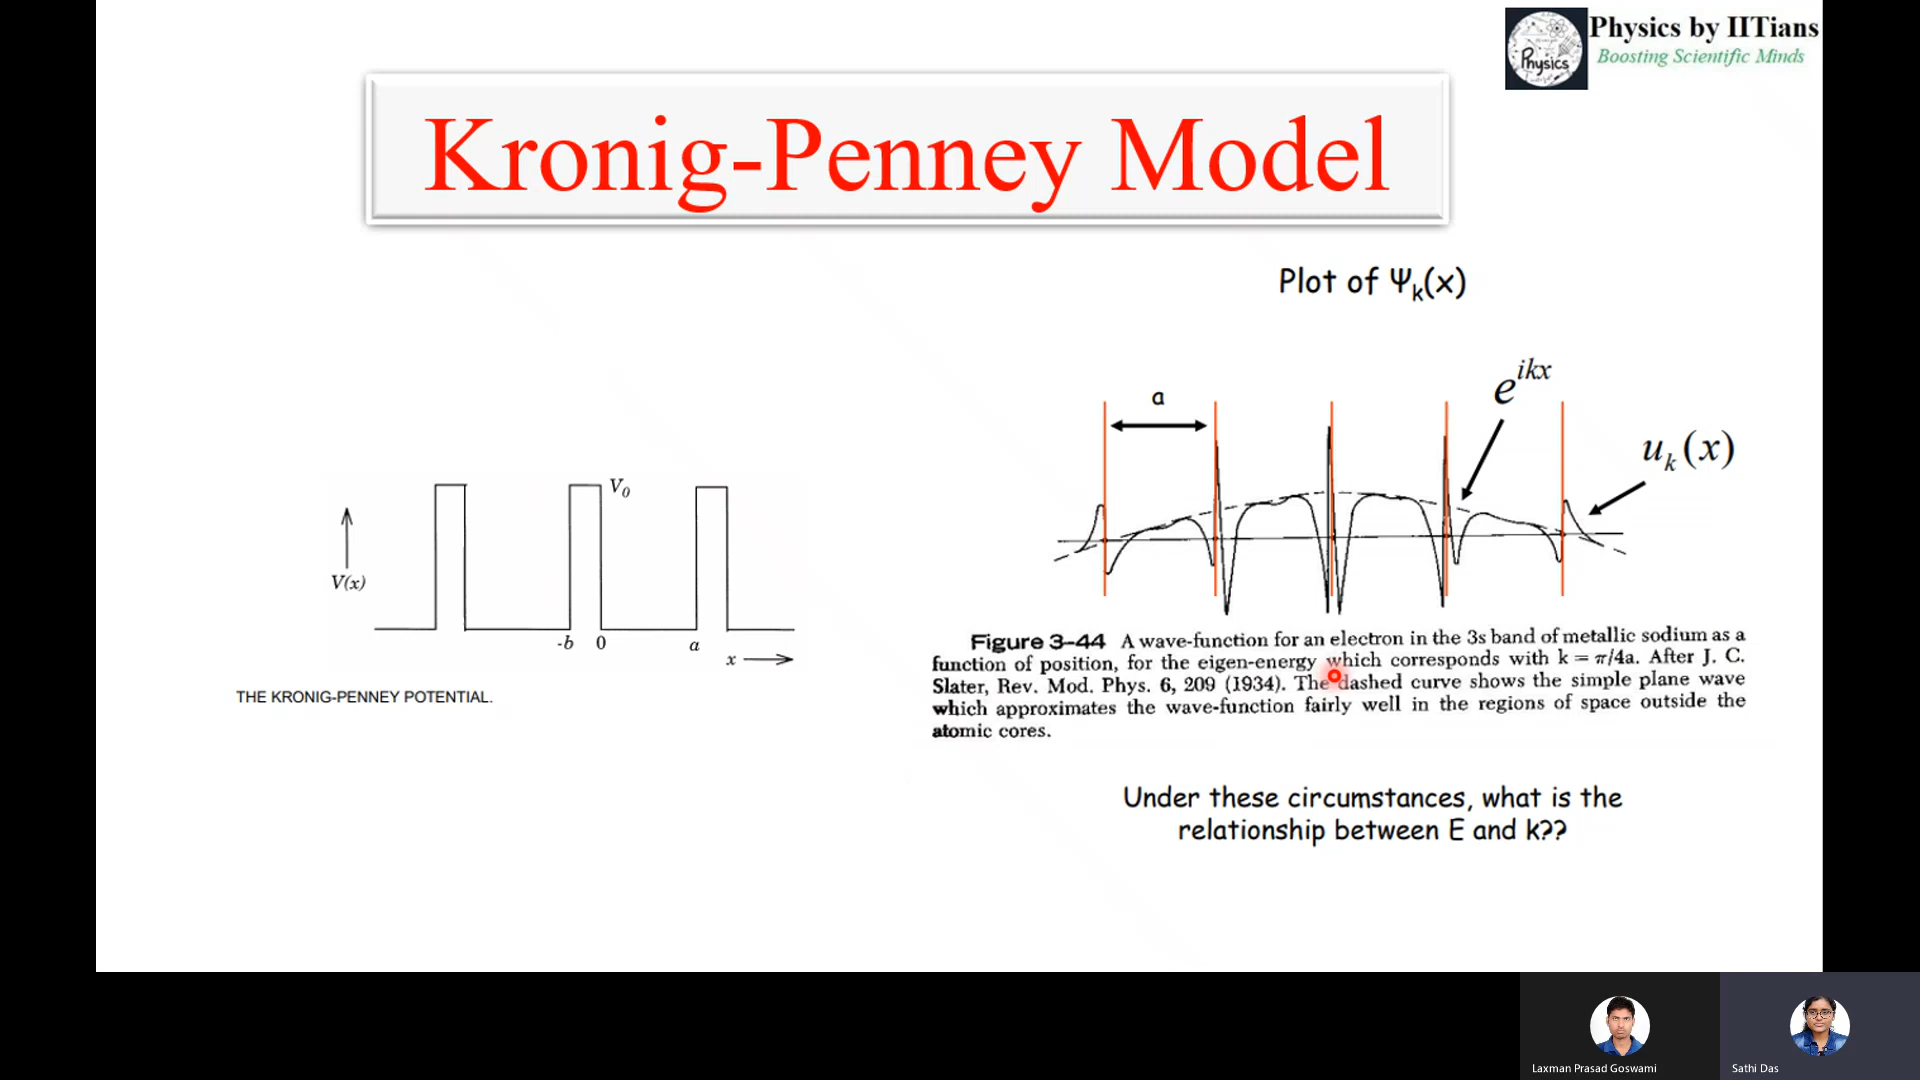 Physics by IITians
Boosting Scientific Minds
Physics
Kronig-Penney Model
Plot of Ψk(x)
a
e^ikx
uk(x)
V0
V(x)
-b 0 a
x
THE KRONIG-PENNEY POTENTIAL.
Figure 3-44 A wave-function for an electron in the 3s band of metallic sodium as a
function of position, for the eigen-energy which corresponds with k = π/4a. After J. C.
Slater, Rev. Mod. Phys. 6, 209 (1934). The dashed curve shows the simple plane wave
which approximates the wave-function fairly well in the regions of space outside the
atomic cores.
Under these circumstances, what is the
relationship between E and k??
Laxman Prasad Goswami
Sathi Das